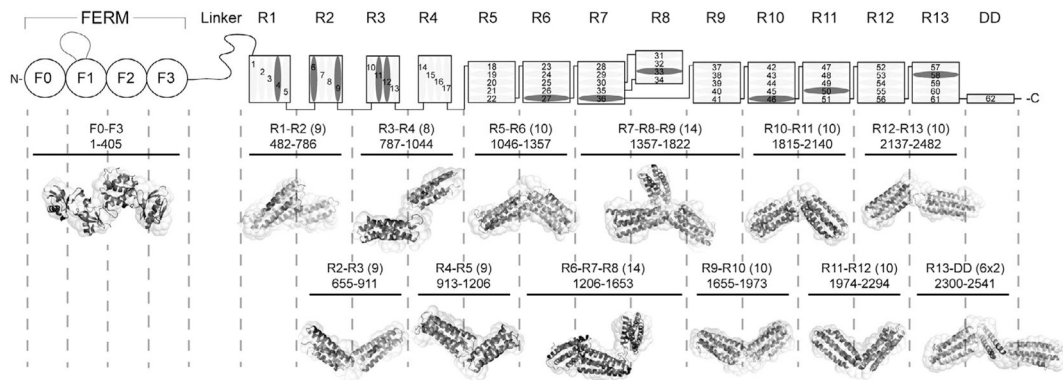 FERM Linker R1 R2 R3 R4 R5 R6 R7 R8 R9 R10 R11 R12 R13 DD
N- F0 F1 F2 F3
1 2 3 4 5
6 7 8 9
10 11 12 13
14 15 16 17
18 19 20 21 22
23 24 25 26 27
28 29 30 35 36
31 32 33 34
37 38 39 40 41
42 43 44 45 46
47 48 49 50 51
52 53 54 55 56
57 58 59 60 61
62 -C
F0-F3
1-405
R1-R2 (9)
482-786
R3-R4 (8)
787-1044
R5-R6 (10)
1046-1357
R7-R8-R9 (14)
1357-1822
R10-R11 (10)
1815-2140
R12-R13 (10)
2137-2482
R2-R3 (9)
655-911
R4-R5 (9)
913-1206
R6-R7-R8 (14)
1206-1653
R9-R10 (10)
1655-1973
R11-R12 (10)
1974-2294
R13-DD (6x2)
2300-2541